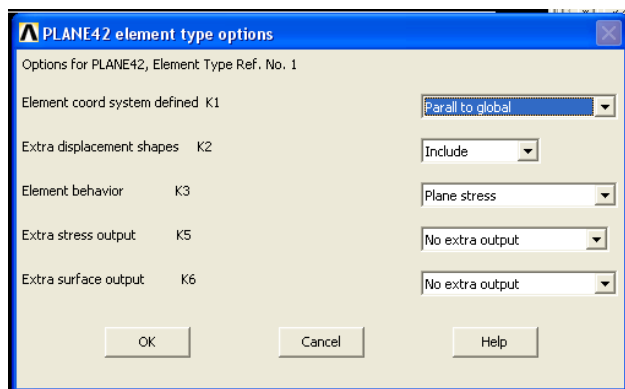 PLANE42 element type options
Options for PLANE42, Element Type Ref. No. 1
Element coord system defined K1 Parall to global
Extra displacement shapes K2 Include
Element behavior K3 Plane stress
Extra stress output K5 No extra output
Extra surface output K6 No extra output
OK Cancel Help